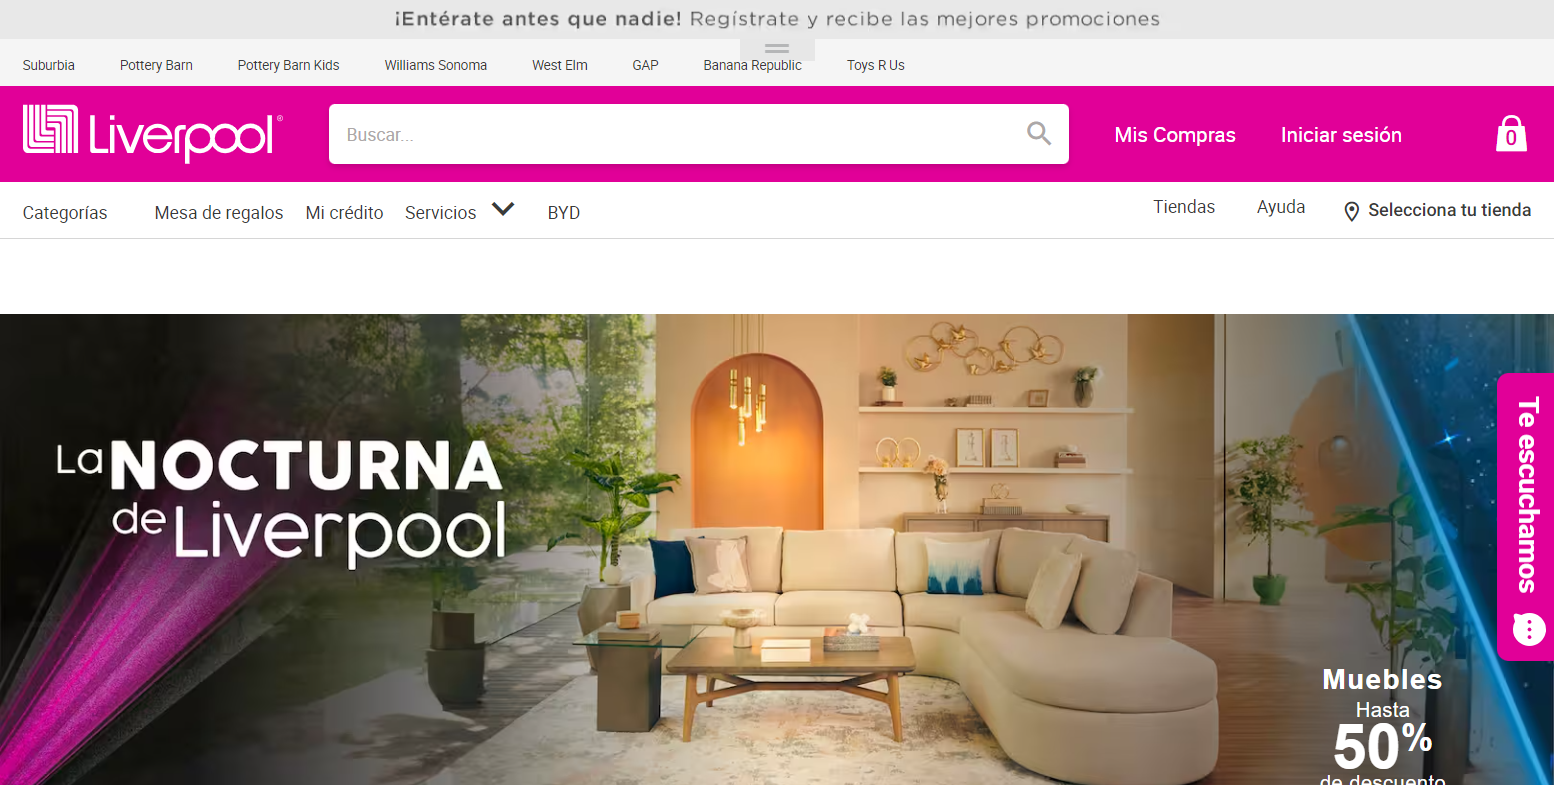 ¡Entérate antes que nadie! Regístrate y recibe las mejores promociones
Suburbia Pottery Barn Pottery Barn Kids Williams Sonoma West Elm GAP Banana Republic Toys R Us
Liverpool®
Buscar...
Mis Compras
Iniciar sesión
0
Categorías Mesa de regalos Mi crédito Servicios BYD
Tiendas Ayuda Selecciona tu tienda
La NOCTURNA
de Liverpool
Te escuchamos
Muebles
Hasta
50%
de descuento